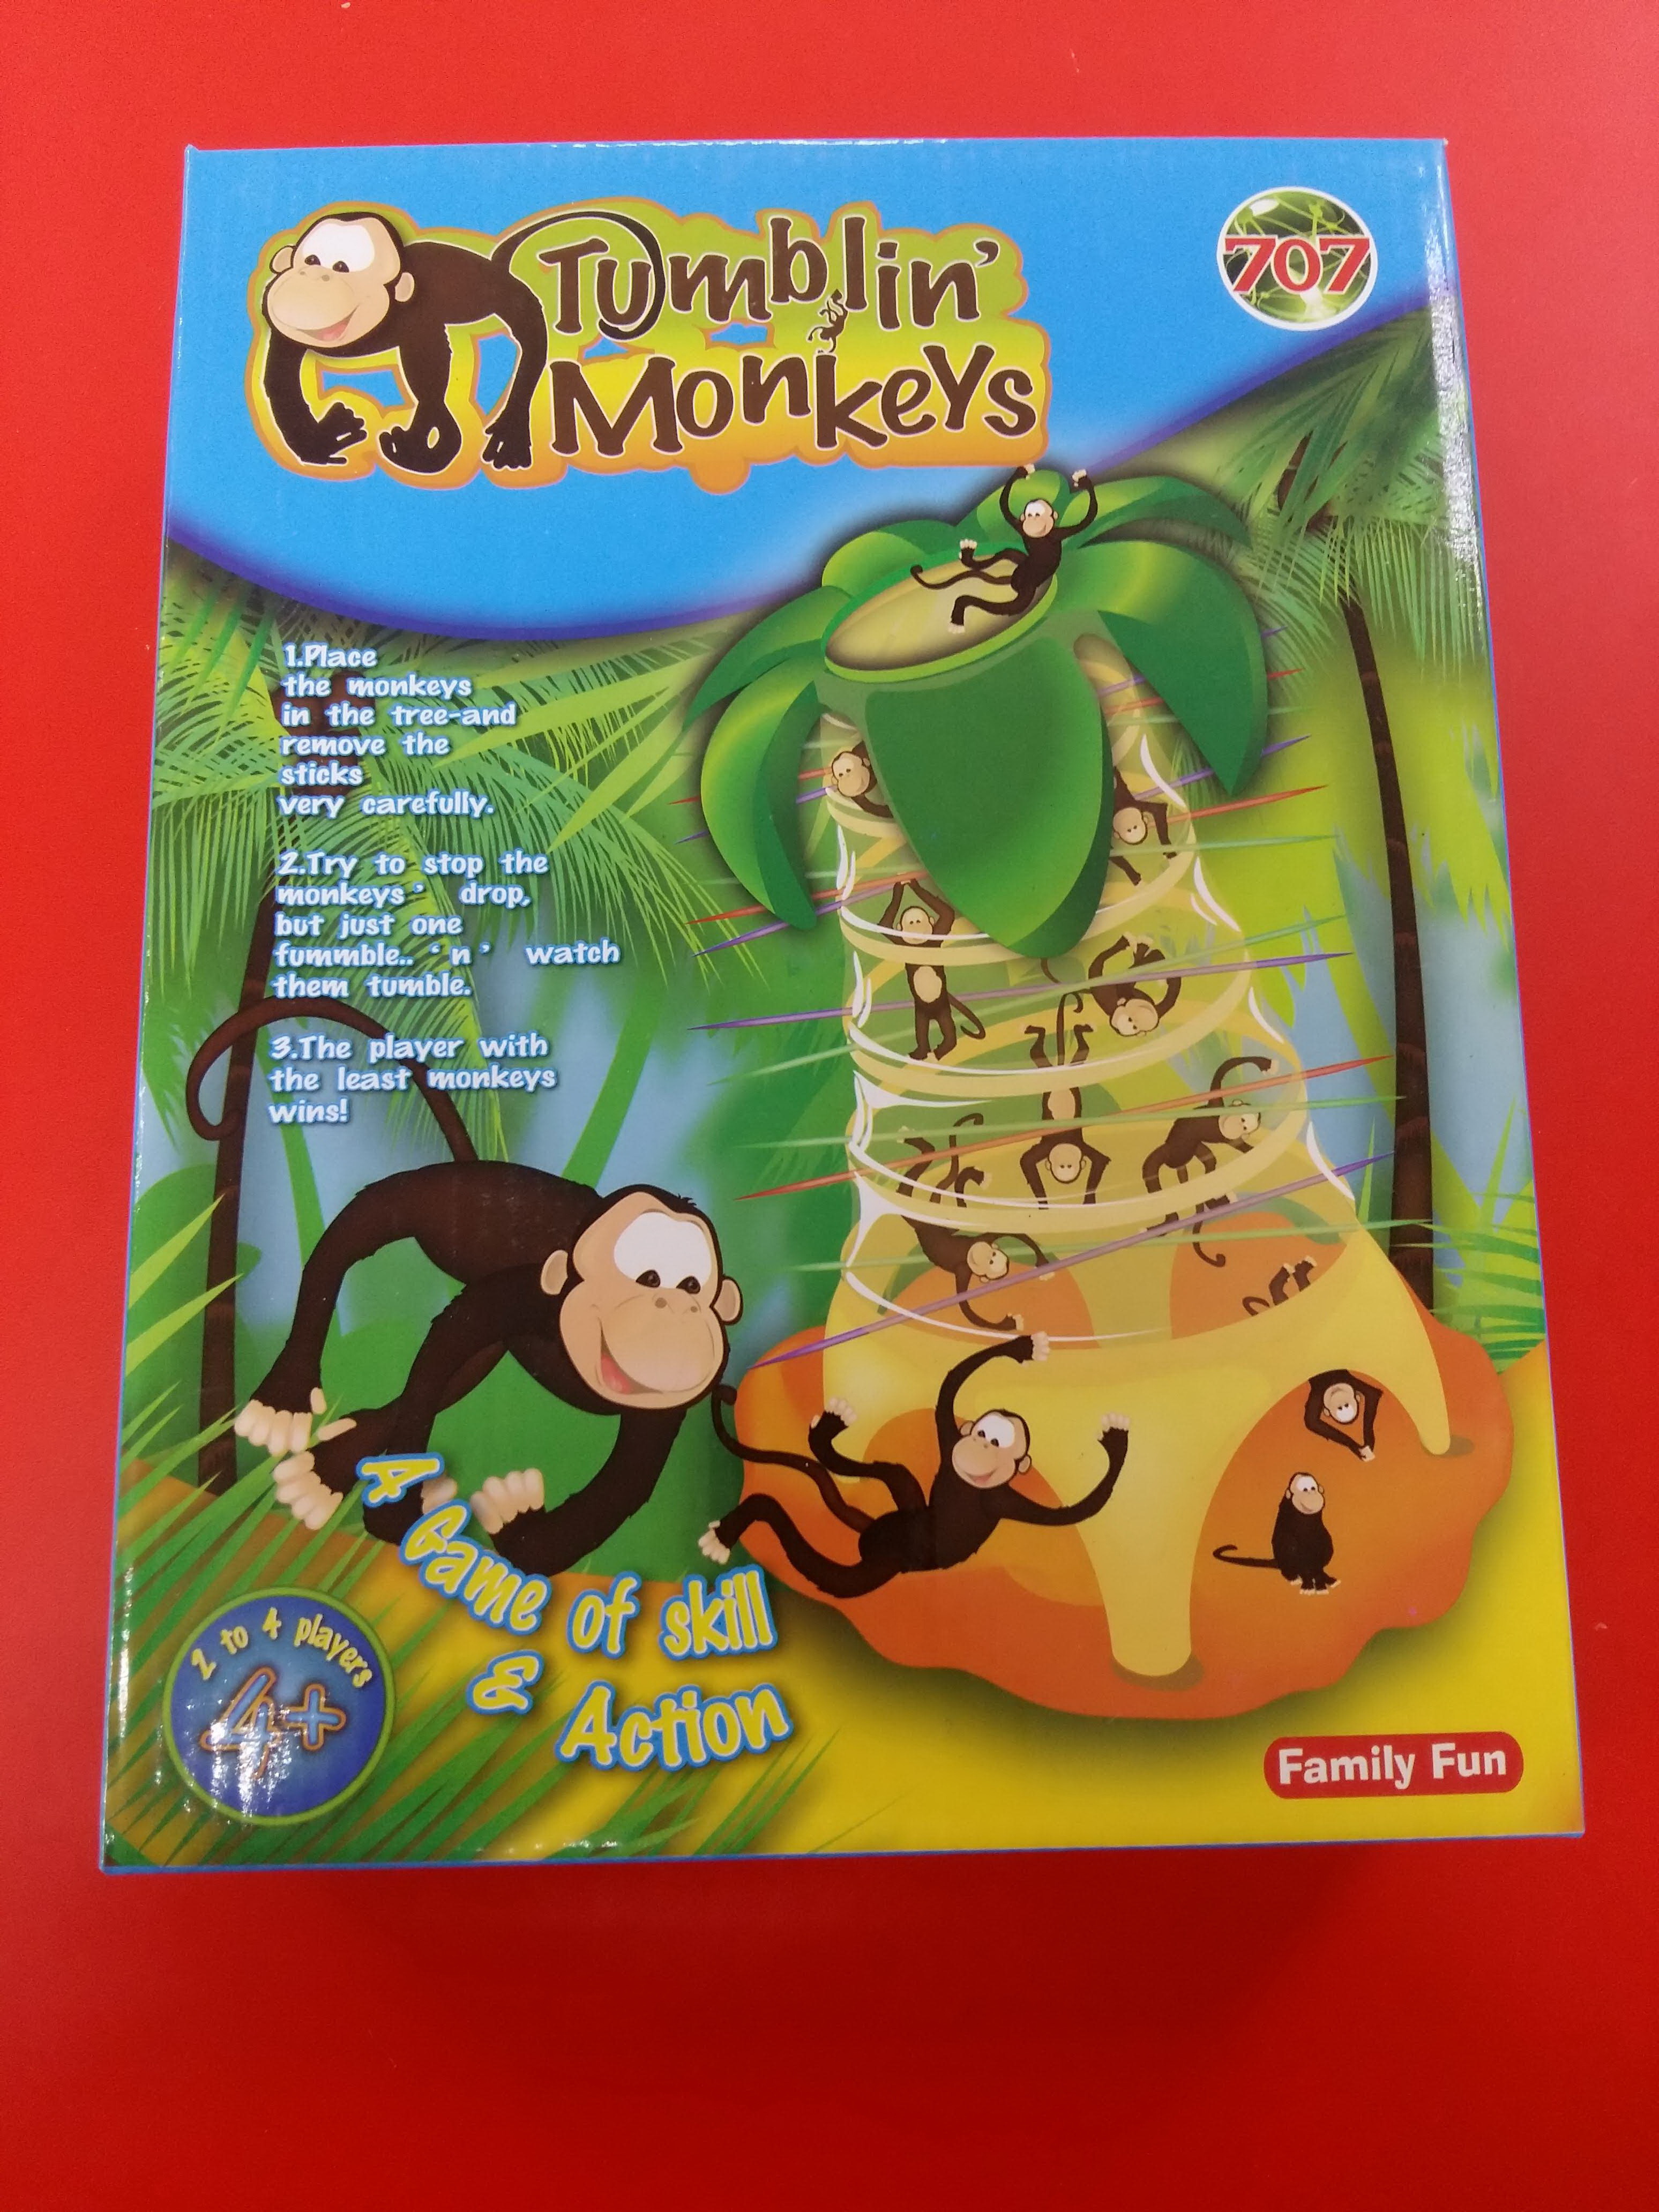 Tumblin'
Monkeys
707
1.Place
the monkeys
in the tree-and
remove the
sticks
very carefully.
2.Try to stop the
monkeys' drop,
but just one
fummble.. 'n' watch
them tumble.
3.The player with
the least monkeys
wins!
A Game of skill
& Action
2 to 4 players
4+
Family Fun